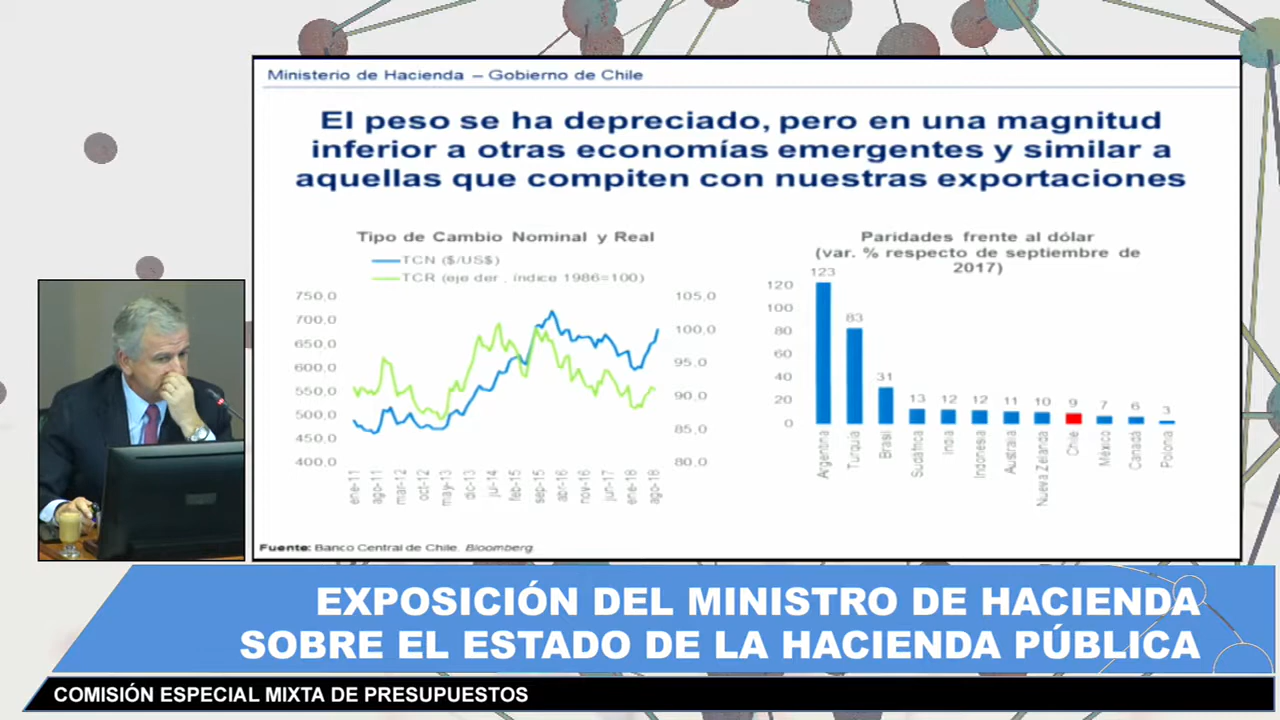 Ministerio de Hacienda – Gobierno de Chile
El peso se ha depreciado, pero en una magnitud
inferior a otras economías emergentes y similar a
aquellas que compiten con nuestras exportaciones
Tipo de Cambio Nominal y Real
TCN ($/US$)
TCR (eje der., índice 1986=100)
750,0
700,0
650,0
600,0
550,0
500,0
450,0
400,0
105,0
100,0
95,0
90,0
85,0
80,0
ene-11
ago-11
mar-12
oct-12
may-13
dic-13
jul-14
feb-15
sep-15
abr-16
nov-16
jun-17
ene-18
ago-18
Paridades frente al dólar
(var. % respecto de septiembre de
2017)
120
100
80
60
40
20
0
123
83
31
13
12
12
11
10
9
7
6
3
Argentina
Turquía
Brasil
Sudáfrica
India
Indonesia
Australia
Nueva Zelanda
Chile
México
Canadá
Polonia
Fuente: Banco Central de Chile, Bloomberg
EXPOSICIÓN DEL MINISTRO DE HACIENDA
SOBRE EL ESTADO DE LA HACIENDA PÚBLICA
COMISIÓN ESPECIAL MIXTA DE PRESUPUESTOS